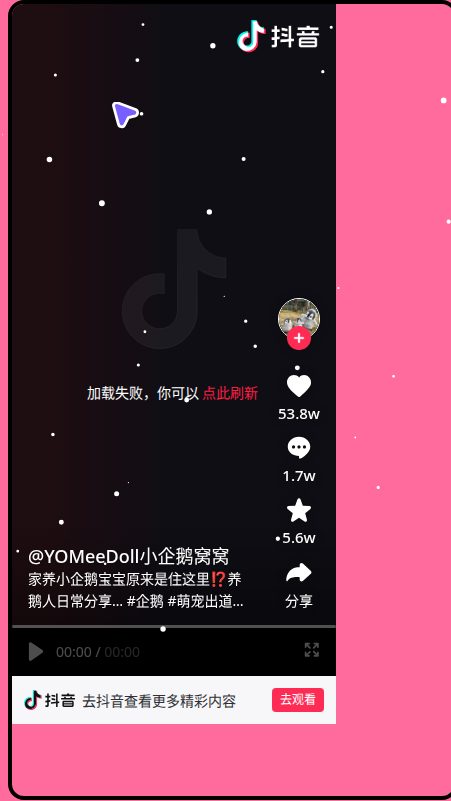 抖音
加载失败，你可以 点此刷新
53.8w
1.7w
5.6w
@YOMeeDoll小企鹅窝窝
家养小企鹅宝宝原来是住这里⁉️养
鹅人日常分享... #企鹅 #萌宠出道...
分享
00:00 / 00:00
抖音 去抖音查看更多精彩内容 去观看